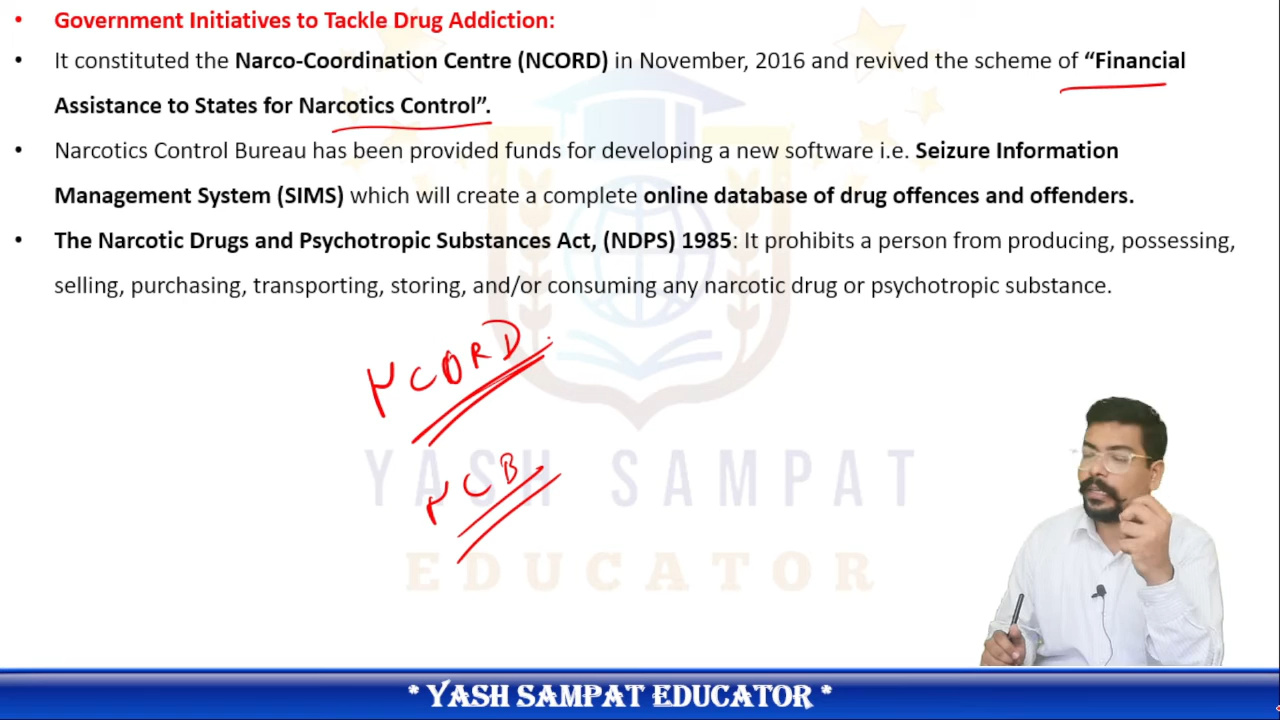 • Government Initiatives to Tackle Drug Addiction:
• It constituted the Narco-Coordination Centre (NCORD) in November, 2016 and revived the scheme of “Financial
Assistance to States for Narcotics Control”.
• Narcotics Control Bureau has been provided funds for developing a new software i.e. Seizure Information
Management System (SIMS) which will create a complete online database of drug offences and offenders.
• The Narcotic Drugs and Psychotropic Substances Act, (NDPS) 1985: It prohibits a person from producing, possessing,
selling, purchasing, transporting, storing, and/or consuming any narcotic drug or psychotropic substance.
NCORD
NCB
YASH SAMPAT
EDUCATOR
* YASH SAMPAT EDUCATOR *